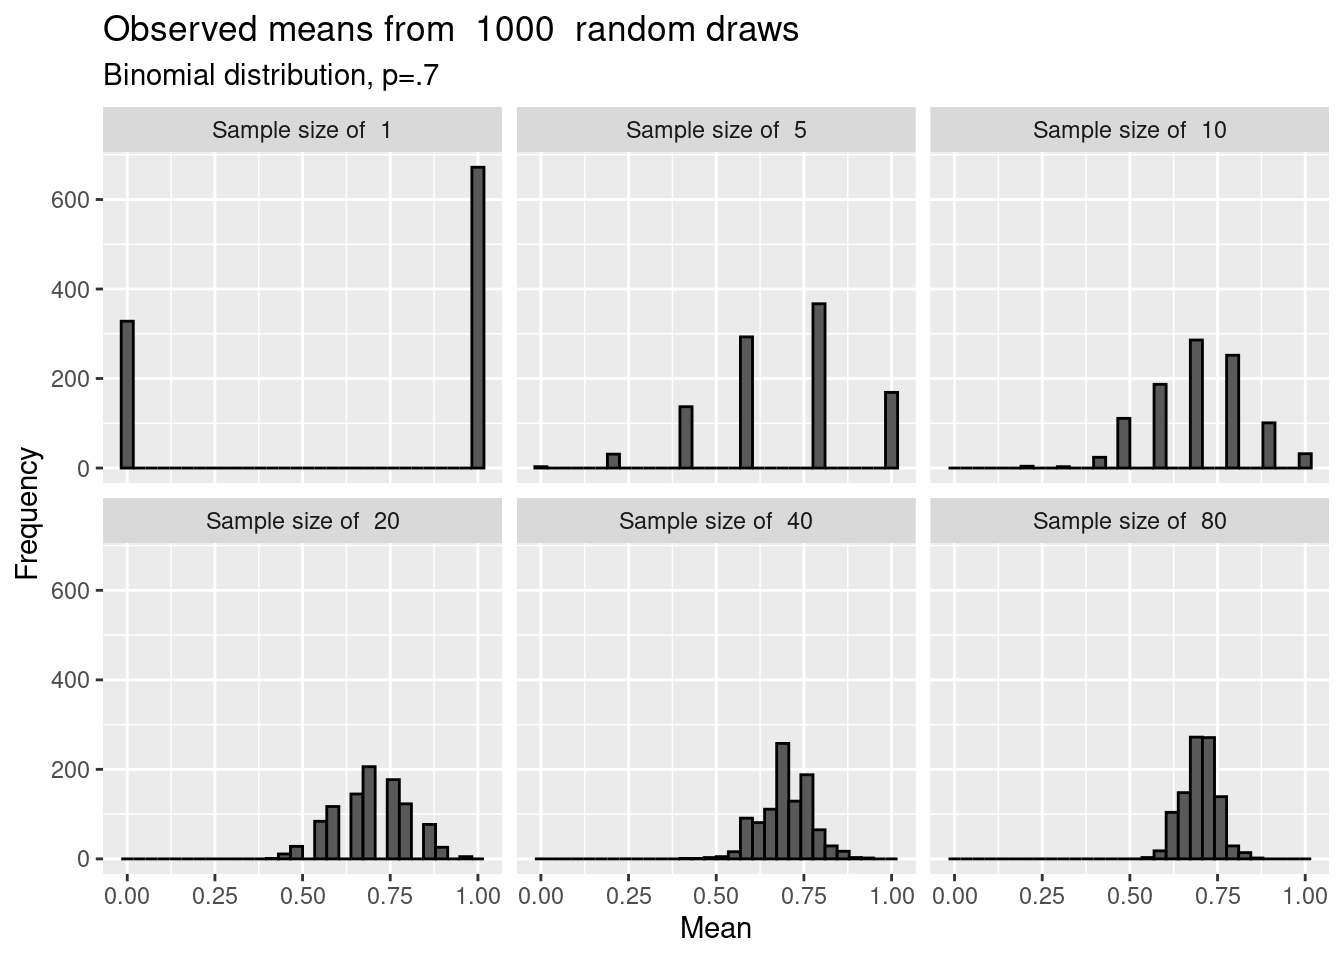 Observed means from  1000  random draws
Binomial distribution, p=.7
Sample size of  1
Sample size of  5
Sample size of  10
600
400
200
0
Sample size of  20
Sample size of  40
Sample size of  80
600
400
200
0
0.00 0.25 0.50 0.75 1.00
0.00 0.25 0.50 0.75 1.00
0.00 0.25 0.50 0.75 1.00
Mean
Frequency